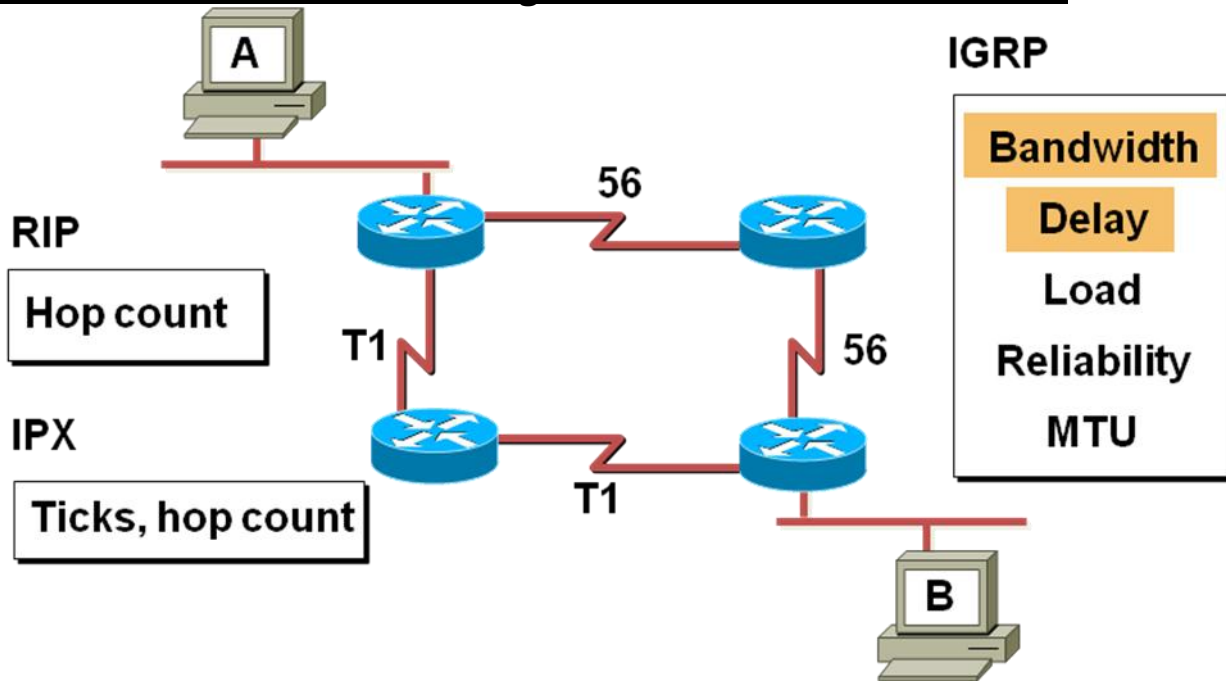 A
IGRP
Bandwidth
Delay
Load
Reliability
MTU
56
RIP
Hop count
T1
56
IPX
Ticks, hop count
T1
B